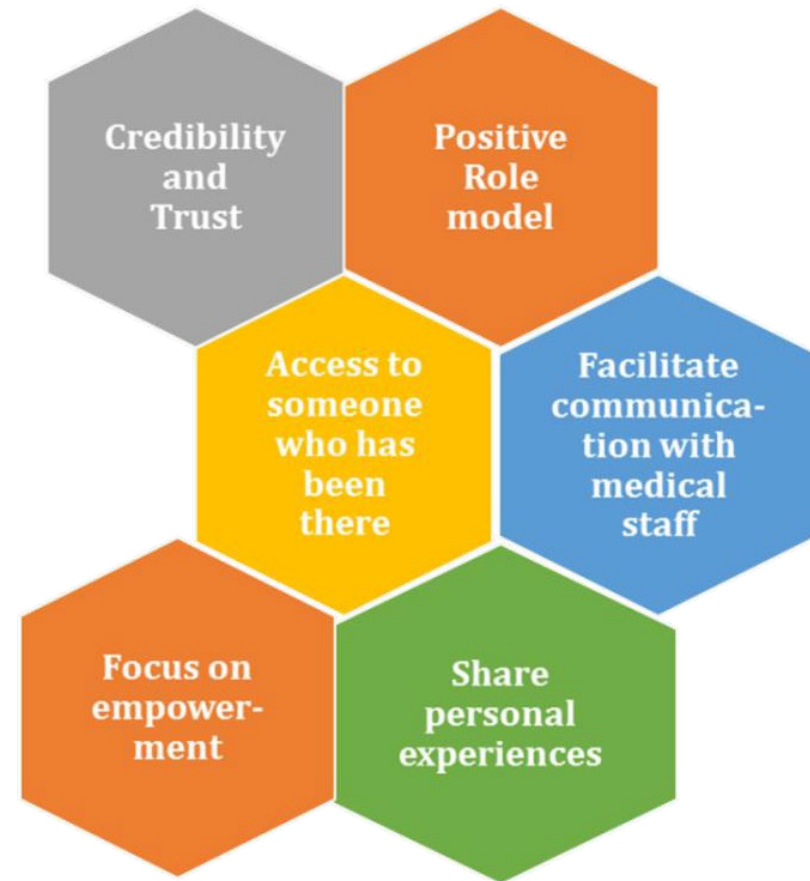 Credibility
and
Trust
Positive
Role
model
Access to
someone
who has
been
there
Facilitate
communica-
tion with
medical
staff
Focus on
empower-
ment
Share
personal
experiences